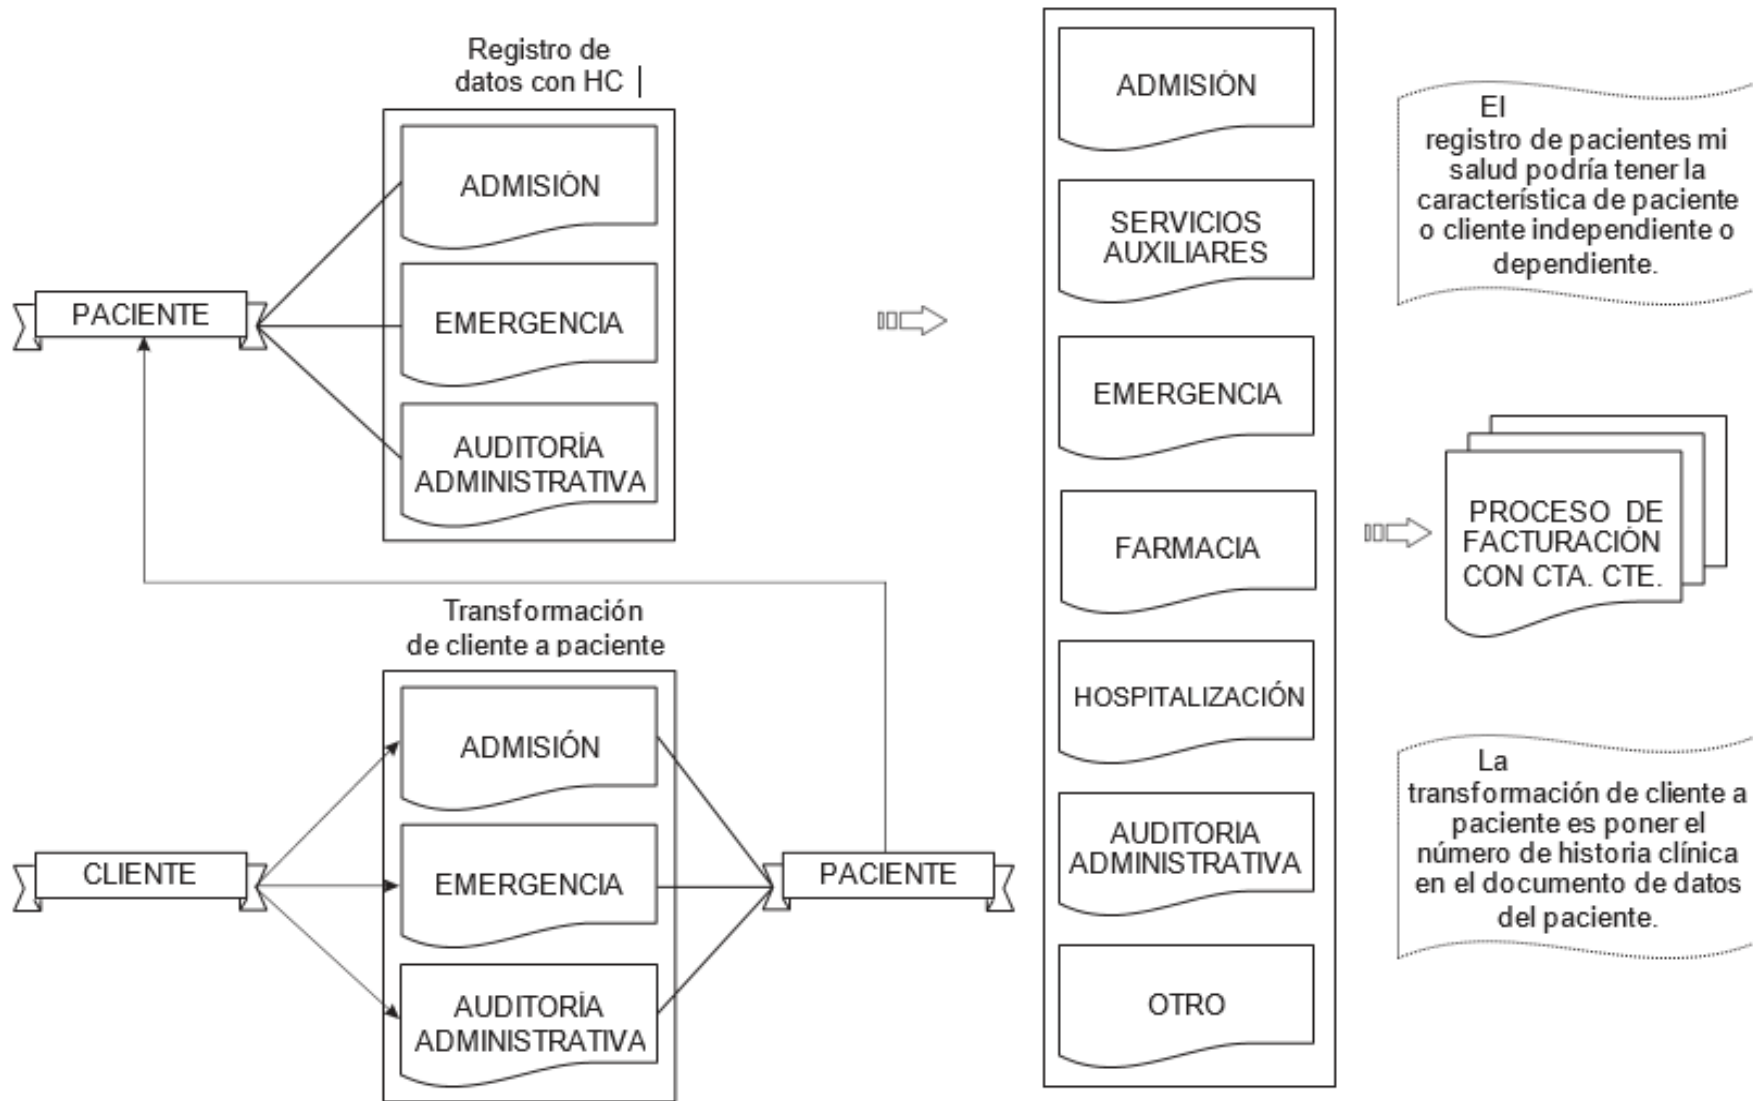 Registro de
datos con HC
ADMISIÓN
PACIENTE
EMERGENCIA
AUDITORÍA
ADMINISTRATIVA
Transformación
de cliente a paciente
ADMISIÓN
CLIENTE
EMERGENCIA
PACIENTE
AUDITORÍA
ADMINISTRATIVA
ADMISIÓN
SERVICIOS
AUXILIARES
EMERGENCIA
FARMACIA
HOSPITALIZACIÓN
AUDITORIA
ADMINISTRATIVA
OTRO
El
registro de pacientes mi
salud podría tener la
característica de paciente
o cliente independiente o
dependiente.
PROCESO DE
FACTURACIÓN
CON CTA. CTE.
La
transformación de cliente a
paciente es poner el
número de historia clínica
en el documento de datos
del paciente.